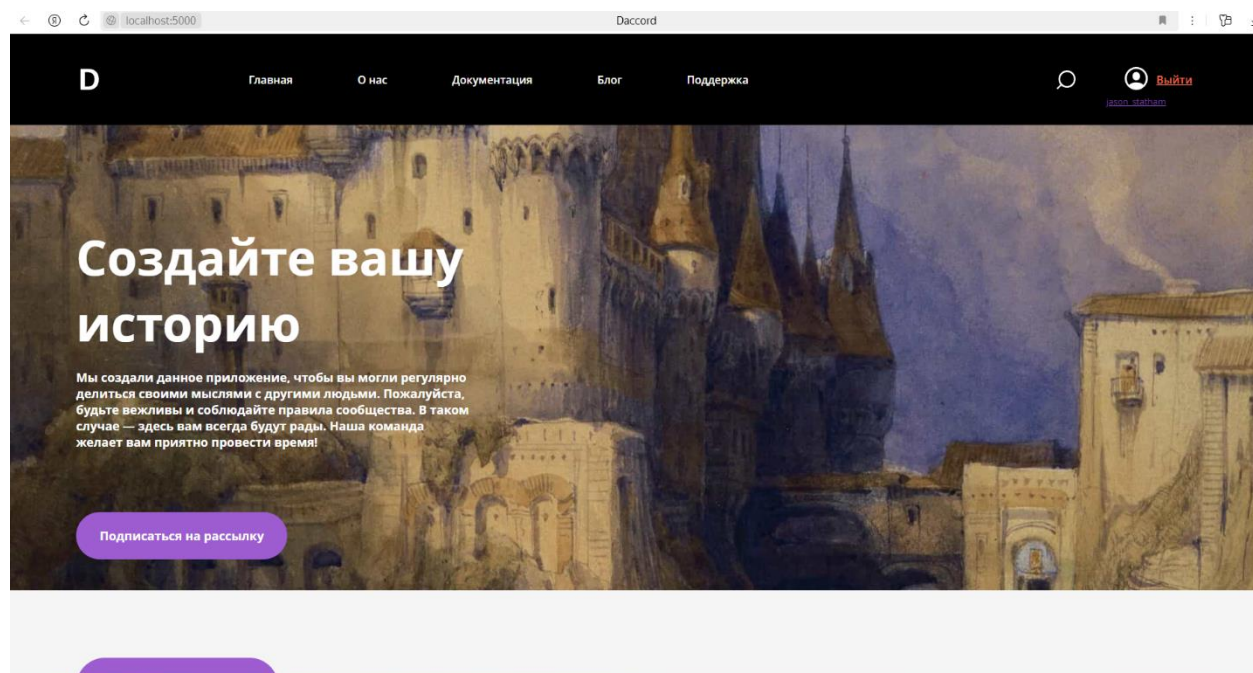 localhost:5000
Daccord
D
Главная
О нас
Документация
Блог
Поддержка
Выйти
jason_statham
Создайте вашу
историю
Мы создали данное приложение, чтобы вы могли регулярно
делиться своими мыслями с другими людьми. Пожалуйста,
будьте вежливы и соблюдайте правила сообщества. В таком
случае — здесь вам всегда будут рады. Наша команда
желает вам приятно провести время!
Подписаться на рассылку